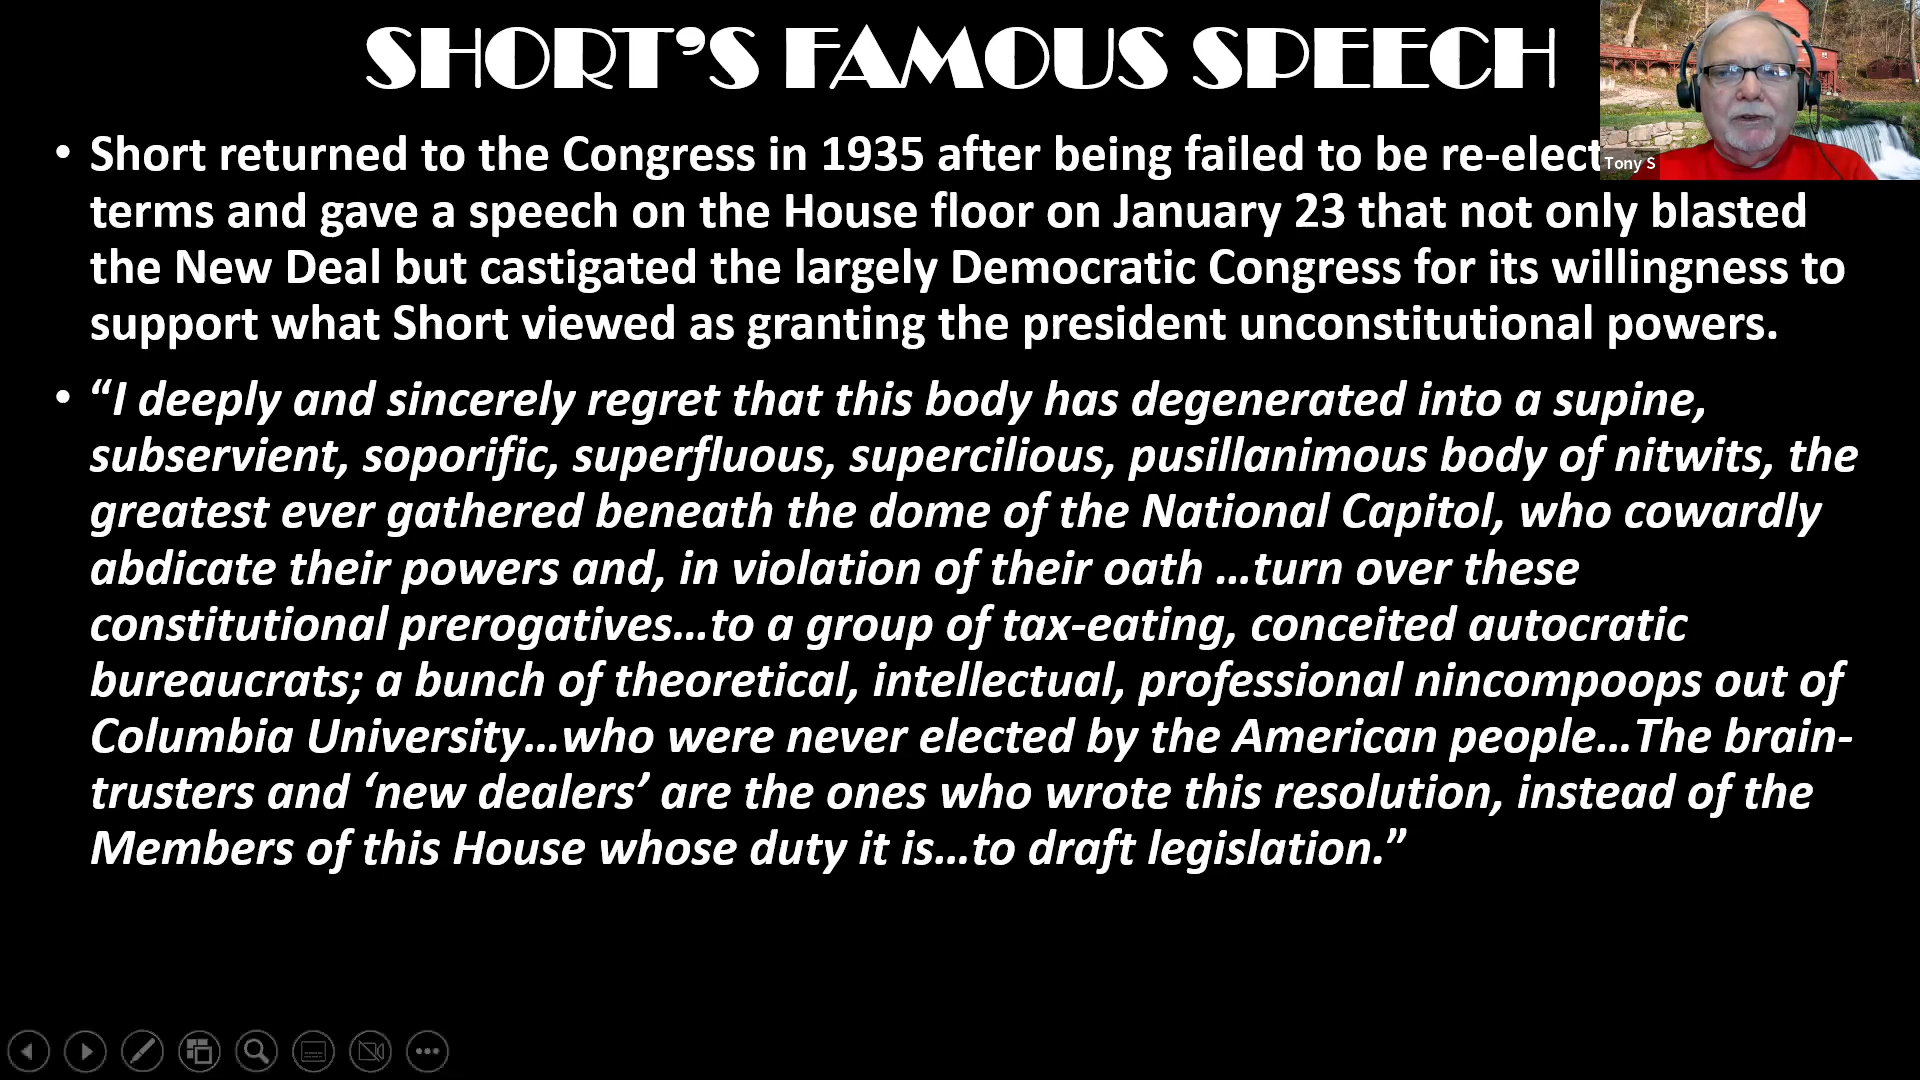 SHORT'S FAMOUS SPEECH
• Short returned to the Congress in 1935 after being failed to be re-elect
terms and gave a speech on the House floor on January 23 that not only blasted
the New Deal but castigated the largely Democratic Congress for its willingness to
support what Short viewed as granting the president unconstitutional powers.
• “I deeply and sincerely regret that this body has degenerated into a supine,
subservient, soporific, superfluous, supercilious, pusillanimous body of nitwits, the
greatest ever gathered beneath the dome of the National Capitol, who cowardly
abdicate their powers and, in violation of their oath …turn over these
constitutional prerogatives…to a group of tax-eating, conceited autocratic
bureaucrats; a bunch of theoretical, intellectual, professional nincompoops out of
Columbia University…who were never elected by the American people…The brain-
trusters and ‘new dealers’ are the ones who wrote this resolution, instead of the
Members of this House whose duty it is…to draft legislation.”
Tony S